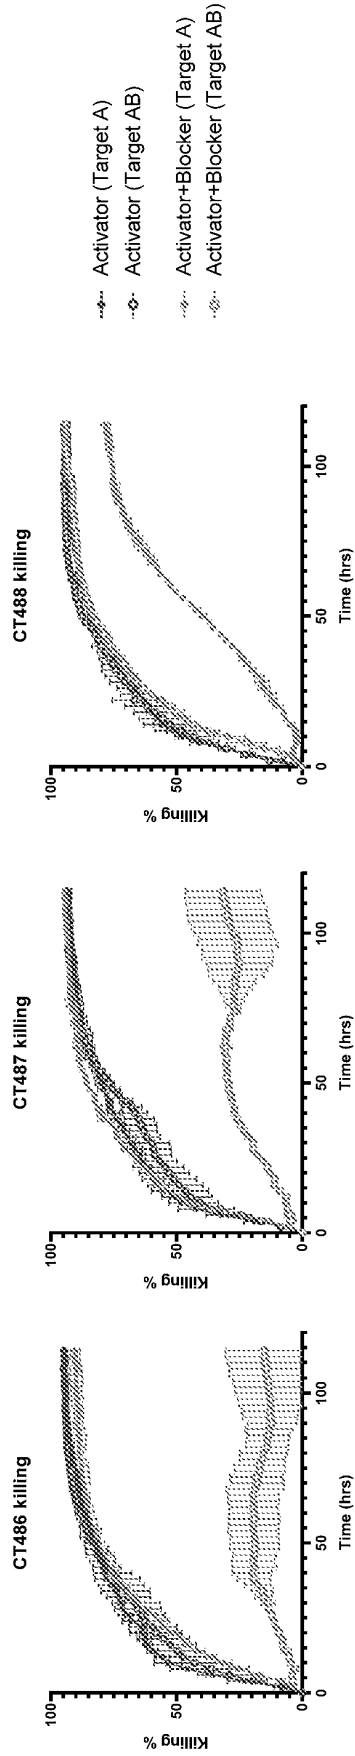 CT486 killing
Killing %
100
50
0
0
50
100
Time (hrs)
CT487 killing
Killing %
100
50
0
0
50
100
Time (hrs)
CT488 killing
Killing %
100
50
0
0
50
100
Time (hrs)
Activator (Target A)
Activator (Target AB)
Activator+Blocker (Target A)
Activator+Blocker (Target AB)